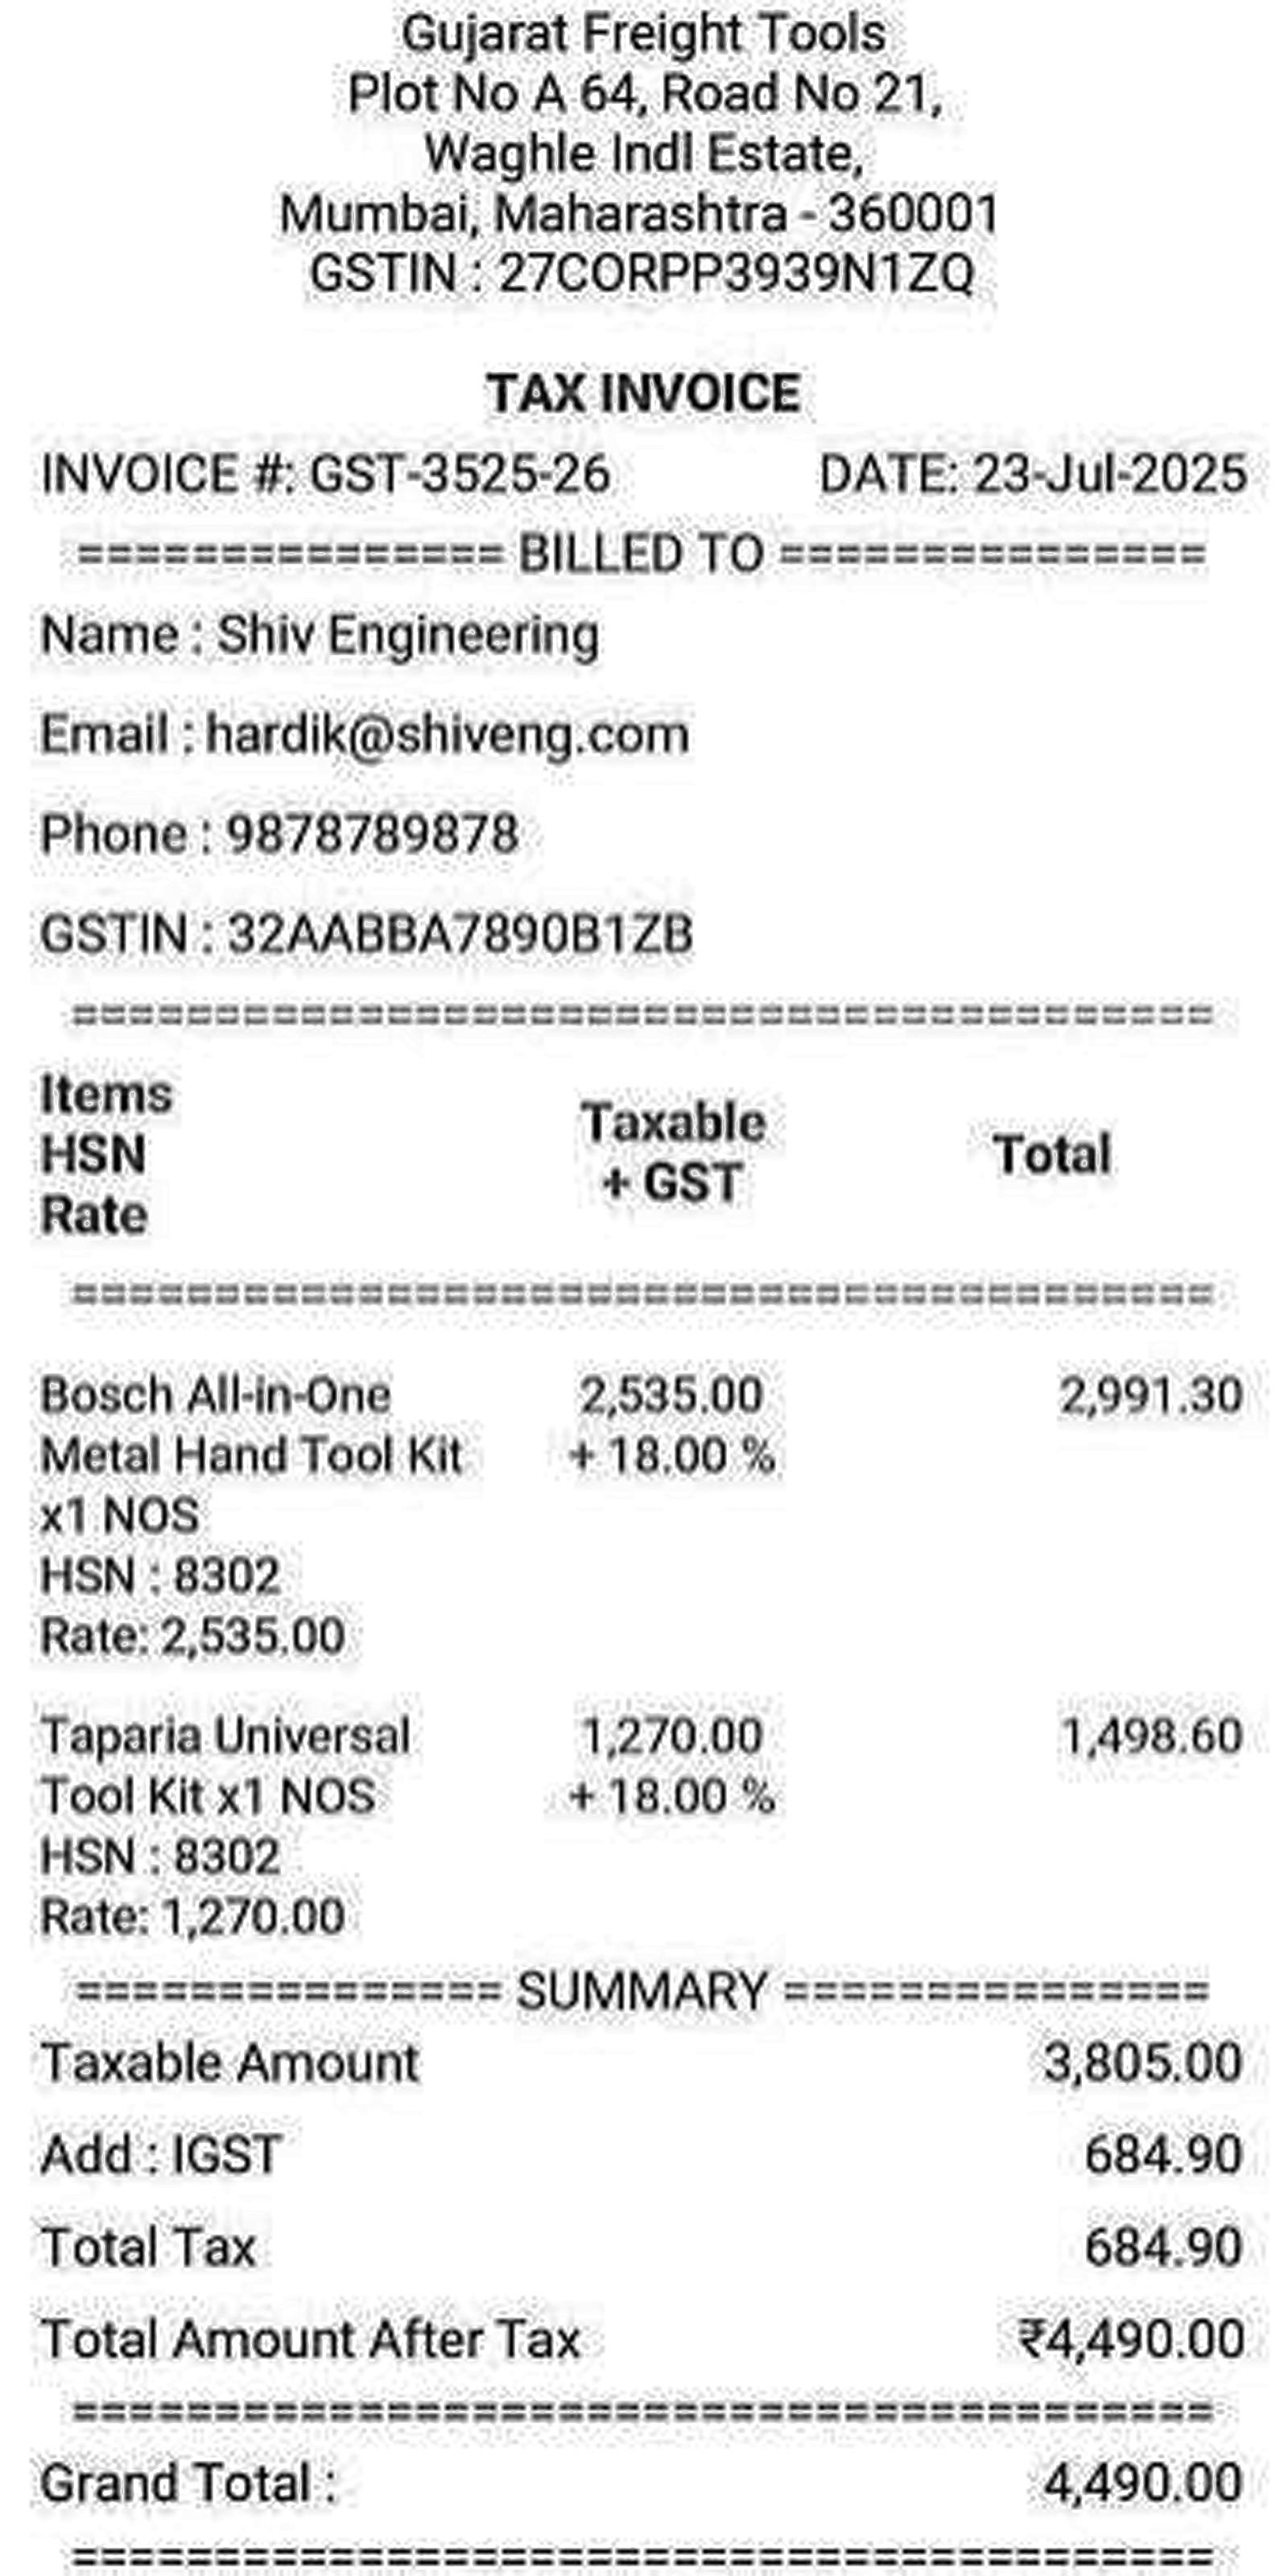 Gujarat Freight Tools
Plot No A 64, Road No 21,
Waghle Indl Estate,
Mumbai, Maharashtra - 360001
GSTIN : 27CORPP3939N1ZQ
TAX INVOICE
INVOICE #: GST-3525-26 DATE: 23-Jul-2025
=============== BILLED TO ===============
Name : Shiv Engineering
Email : hardik@shiveng.com
Phone : 9878789878
GSTIN : 32AABBA7890B1ZB
========================================
Items
HSN
Rate
Taxable
+ GST
Total
========================================
Bosch All-in-One 2,535.00 2,991.30
Metal Hand Tool Kit + 18.00 %
x1 NOS
HSN : 8302
Rate: 2,535.00
Taparia Universal 1,270.00 1,498.60
Tool Kit x1 NOS + 18.00 %
HSN : 8302
Rate: 1,270.00
=============== SUMMARY ===============
Taxable Amount 3,805.00
Add : IGST 684.90
Total Tax 684.90
Total Amount After Tax ₹4,490.00
========================================
Grand Total : 4,490.00
========================================